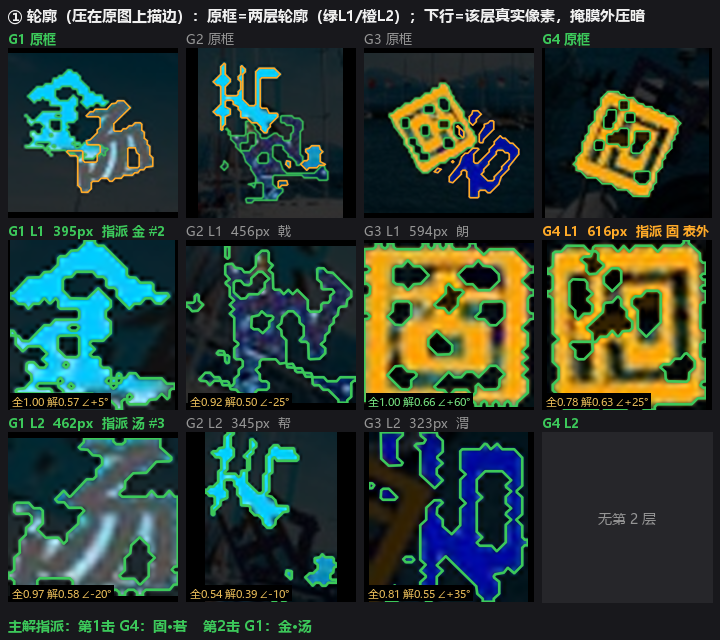 ① 轮廓（压在原图上描边）：原框=两层轮廓（绿L1/橙L2）；下行=该层真实像素，掩膜外压暗
G1 原框 G2 原框 G3 原框 G4 原框
G1 L1 395px 指派 金 #2 G2 L1 456px 戟 G3 L1 594px 朗 G4 L1 616px 指派 固 表外
全1.00 解0.57 ∠+5° 全0.92 解0.50 ∠-25° 全1.00 解0.66 ∠+60° 全0.78 解0.63 ∠+25°
G1 L2 462px 指派 汤 #3 G2 L2 345px 帮 G3 L2 323px 渭 G4 L2
无第 2 层
全0.97 解0.58 ∠-20° 全0.54 解0.39 ∠-10° 全0.81 解0.55 ∠+35°
主解指派：第1击 G4：固·若 第2击 G1：金·汤